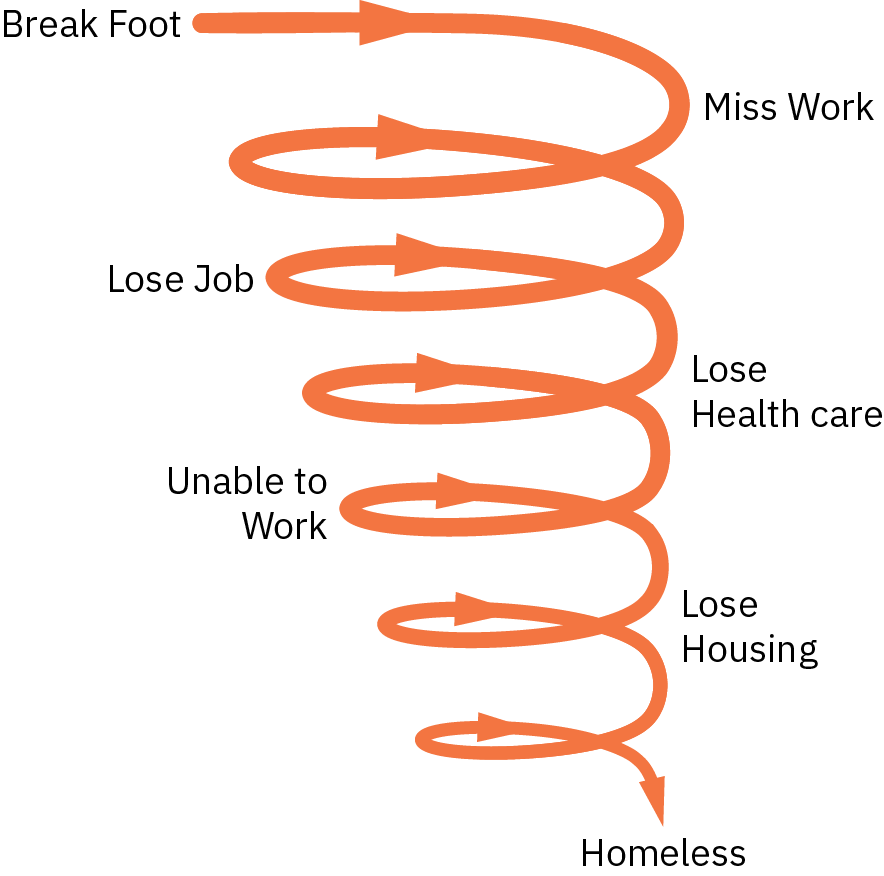 Break Foot
Miss Work
Lose Job
Lose
Health care
Unable to
Work
Lose
Housing
Homeless